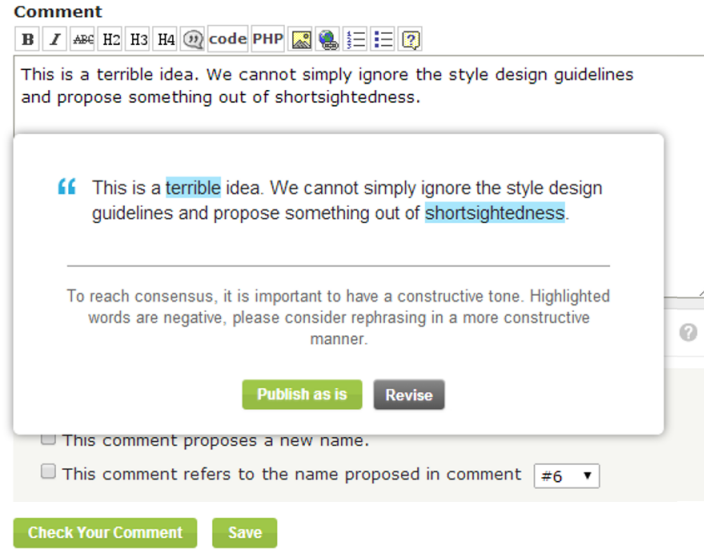 Comment
B I ABC H2 H3 H4 code PHP
This is a terrible idea. We cannot simply ignore the style design guidelines
and propose something out of shortsightedness.
This is a terrible idea. We cannot simply ignore the style design
guidelines and propose something out of shortsightedness.
To reach consensus, it is important to have a constructive tone. Highlighted
words are negative, please consider rephrasing in a more constructive
manner.
Publish as is Revise
This comment proposes a new name.
This comment refers to the name proposed in comment #6
Check Your Comment Save